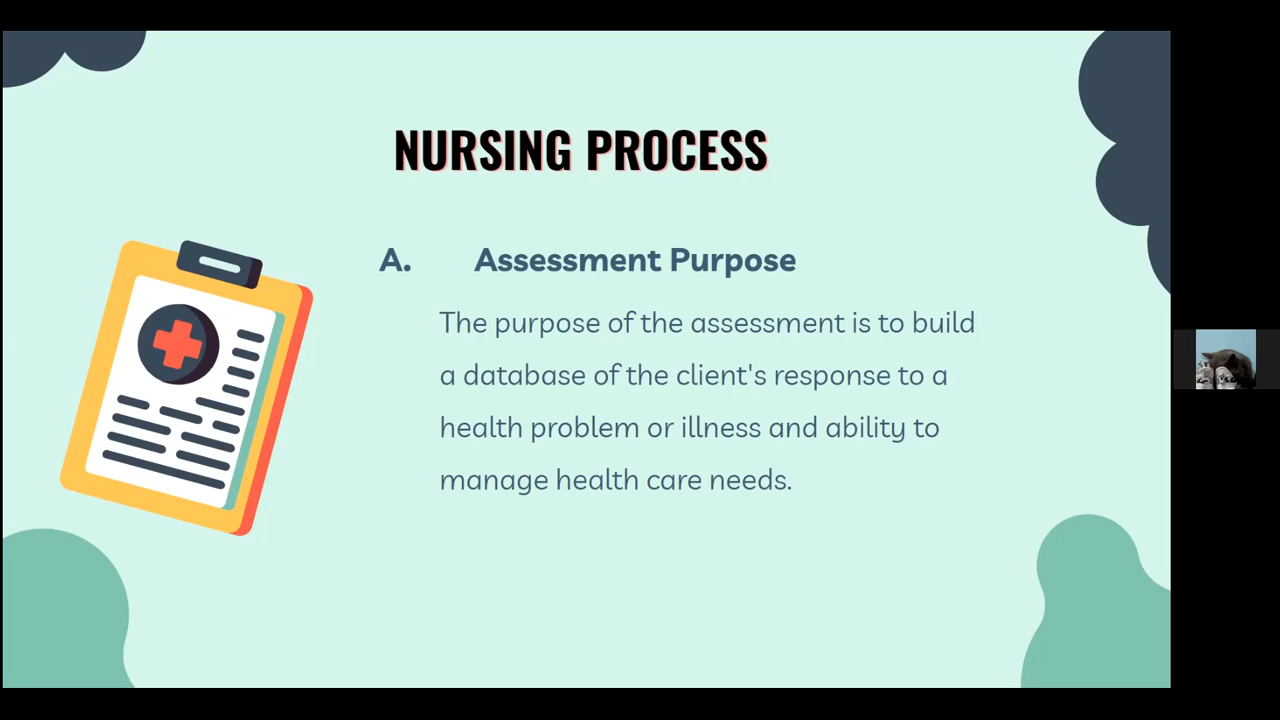 NURSING PROCESS
A. Assessment Purpose
The purpose of the assessment is to build
a database of the client's response to a
health problem or illness and ability to
manage health care needs.